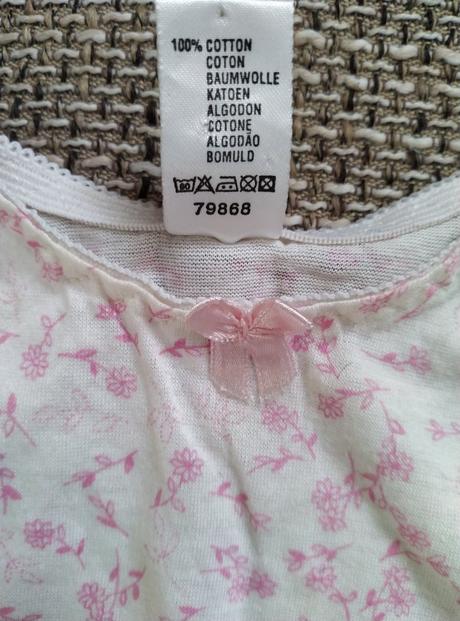 100% COTTON
COTON
BAUMWOLLE
KATOEN
ALGODON
COTONE
ALGODÃO
BOMULD
79868